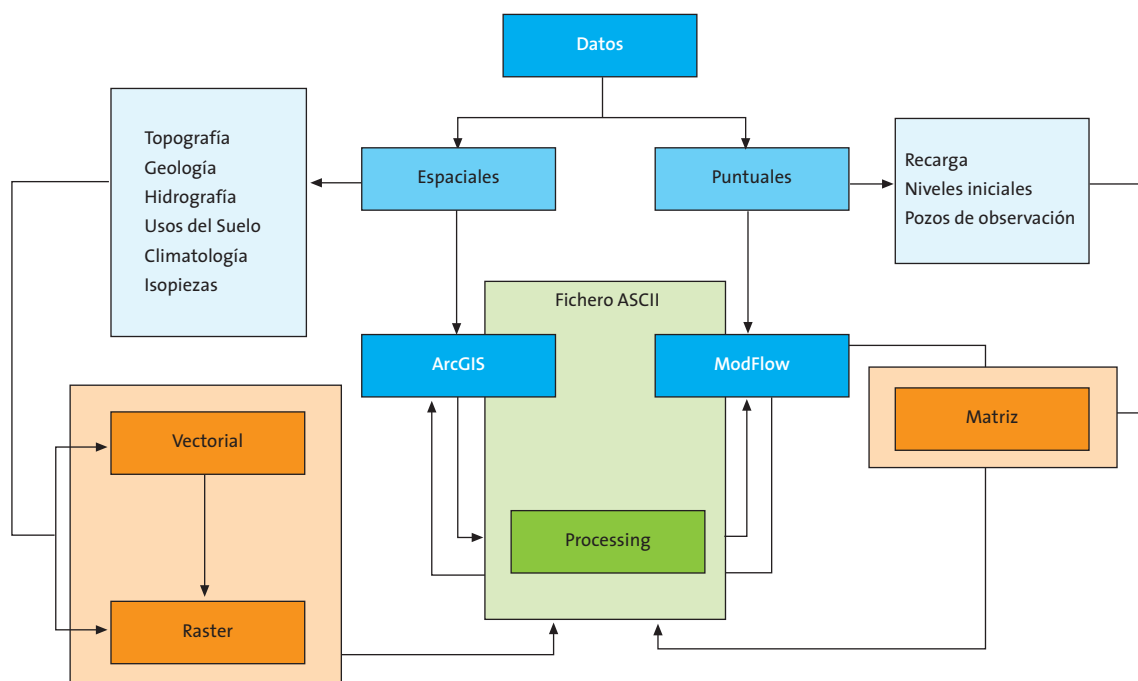 Datos
Espaciales
Puntuales
Topografía
Geología
Hidrografía
Usos del Suelo
Climatología
Isopiezas
Recarga
Niveles iniciales
Pozos de observación
Fichero ASCII
ArcGIS
ModFlow
Vectorial
Matriz
Processing
Raster